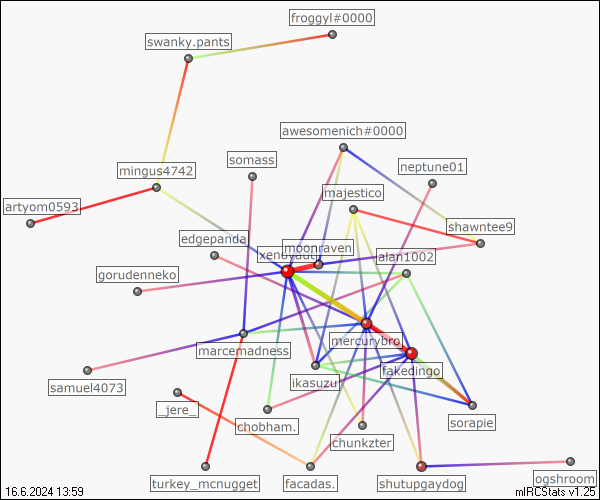 froggyl#0000
swanky.pants
awesomenich#0000
somass
neptune01
mingus4742
majestico
artyom0593
shawntee9
edgepanda
moonraven
alan1002
gorudenneko
mercurybro.
marcemadness
fakedingo
ikasuzu
samuel4073
_jere_
chobham.
sorapie
chunkzter
turkey_mcnugget
facadas.
shutupgaydog
ogshroom
16.6.2024 13:59
mIRCStats v1.25